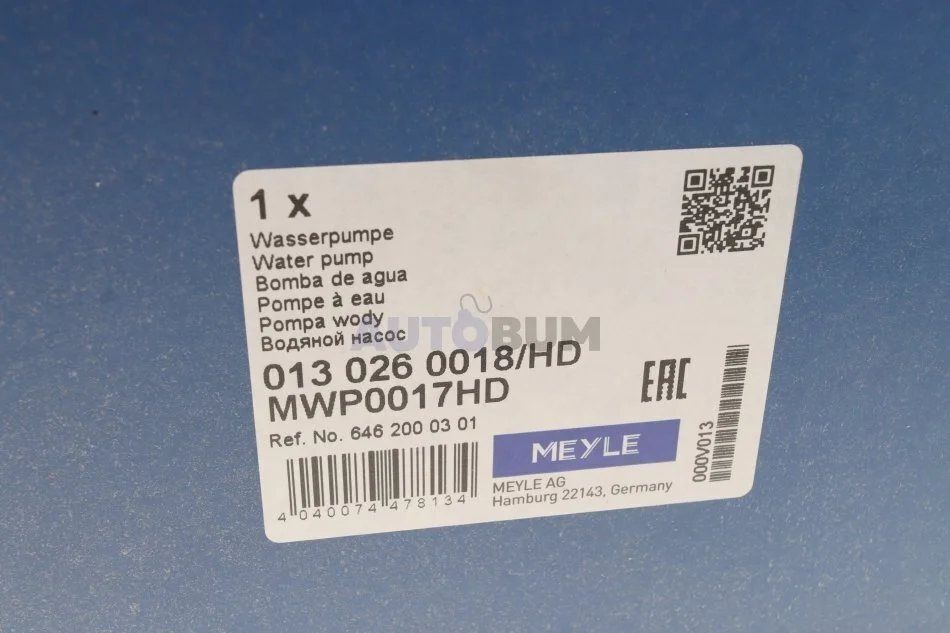 1 x
Wasserpumpe
Water pump
Bomba de agua
Pompe à eau
Pompa wody
Водяной насос
AUTOBUM
013 026 0018/HD
MWP0017HD
Ref. No. 646 200 03 01
EAC
MEYLE
MEYLE AG
Hamburg 22143, Germany
4 040074 478134
000V013